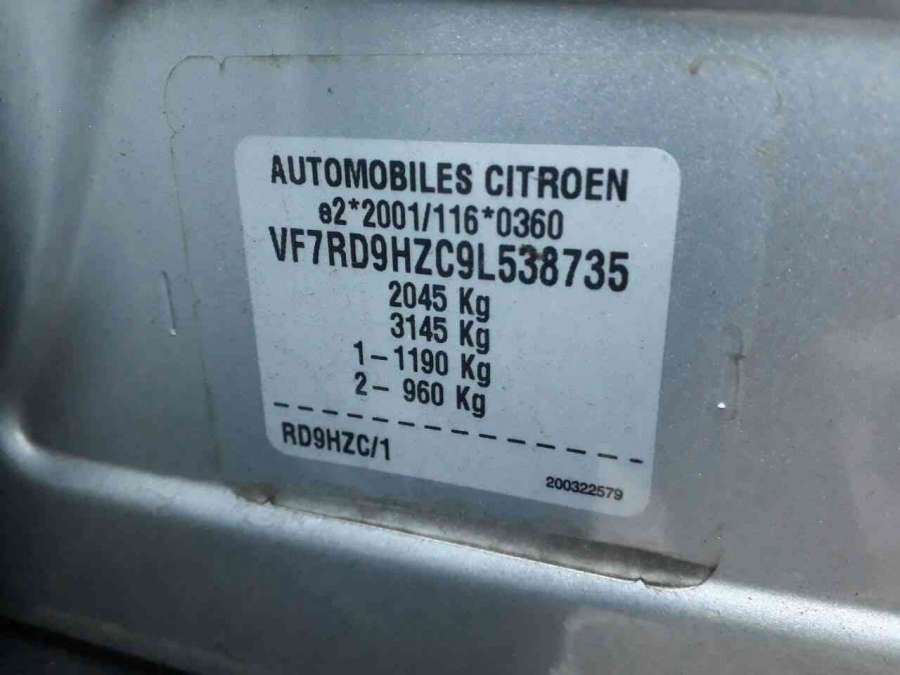 AUTOMOBILES CITROEN
e2*2001/116*0360
VF7RD9HZC9L538735
2045 Kg
3145 Kg
1-1190 Kg
2- 960 Kg
RD9HZC/1
200322579